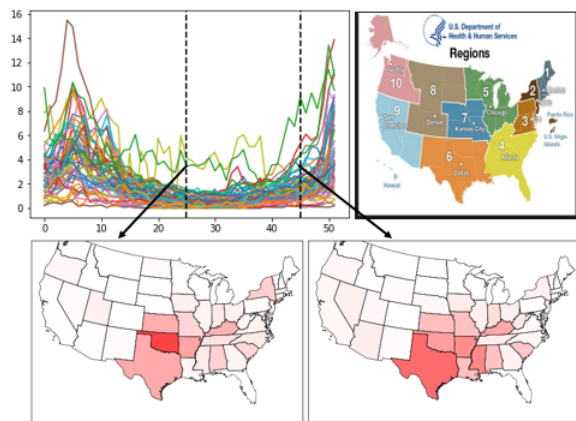 16
14
12
10
8
6
4
2
0
0
10
20
30
40
50
U.S. Department of
Health & Human Services
Regions
10
8
5
1
2
9
7
3
Chicago
Denver
Kansas City
Puerto Rico
U.S. Virgin
Islands
6
4
Atlanta
Dallas
Hawaii